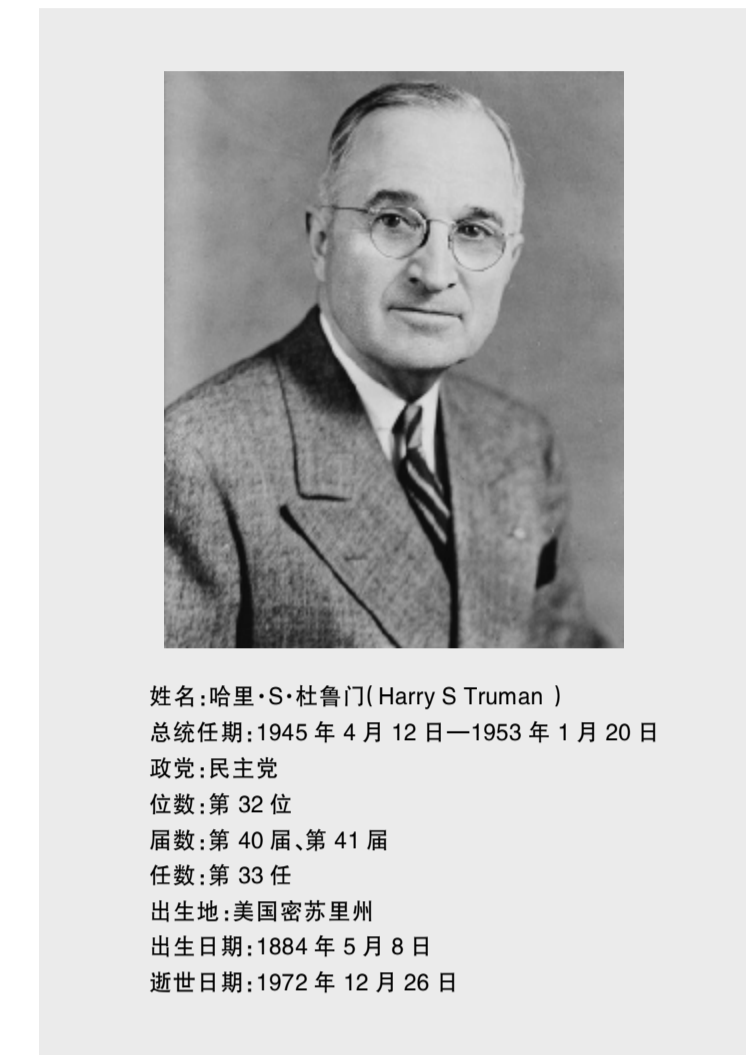 姓名:哈里·S·杜鲁门(Harry S Truman )
总统任期:1945 年 4 月 12 日—1953 年 1 月 20 日
政党:民主党
位数:第 32 位
届数:第 40 届、第 41 届
任数:第 33 任
出生地:美国密苏里州
出生日期:1884 年 5 月 8 日
逝世日期:1972 年 12 月 26 日